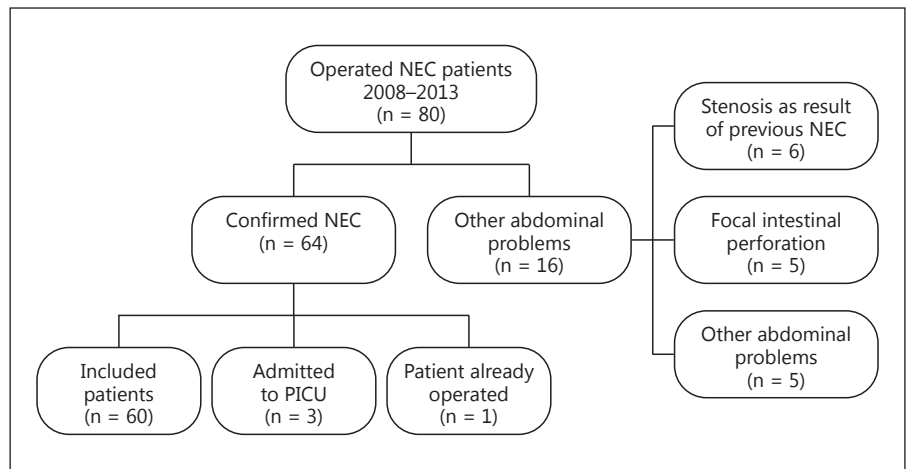 Operated NEC patients
2008–2013
(n = 80)
Confirmed NEC
(n = 64)
Other abdominal
problems
(n = 16)
Stenosis as result
of previous NEC
(n = 6)
Focal intestinal
perforation
(n = 5)
Other abdominal
problems
(n = 5)
Included
patients
(n = 60)
Admitted
to PICU
(n = 3)
Patient already
operated
(n = 1)